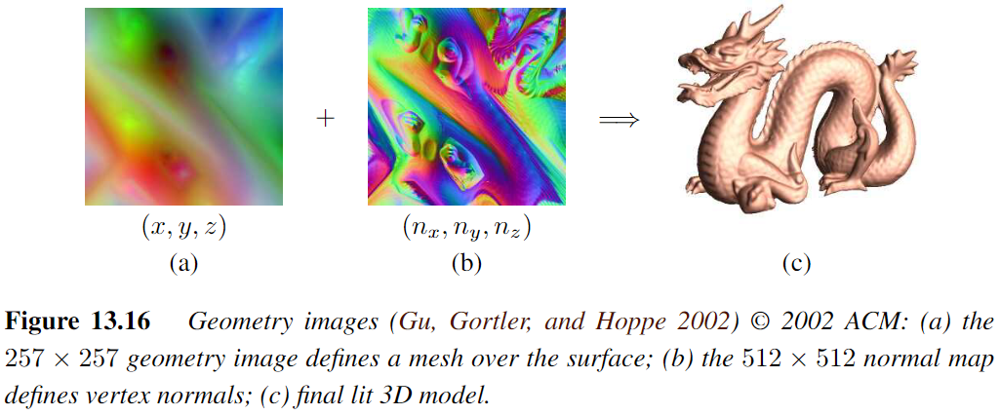 +
⟹
(x, y, z)
(n_x, n_y, n_z)
(a)
(b)
(c)
Figure 13.16 Geometry images (Gu, Gortler, and Hoppe 2002) © 2002 ACM: (a) the
257 × 257 geometry image defines a mesh over the surface; (b) the 512 × 512 normal map
defines vertex normals; (c) final lit 3D model.